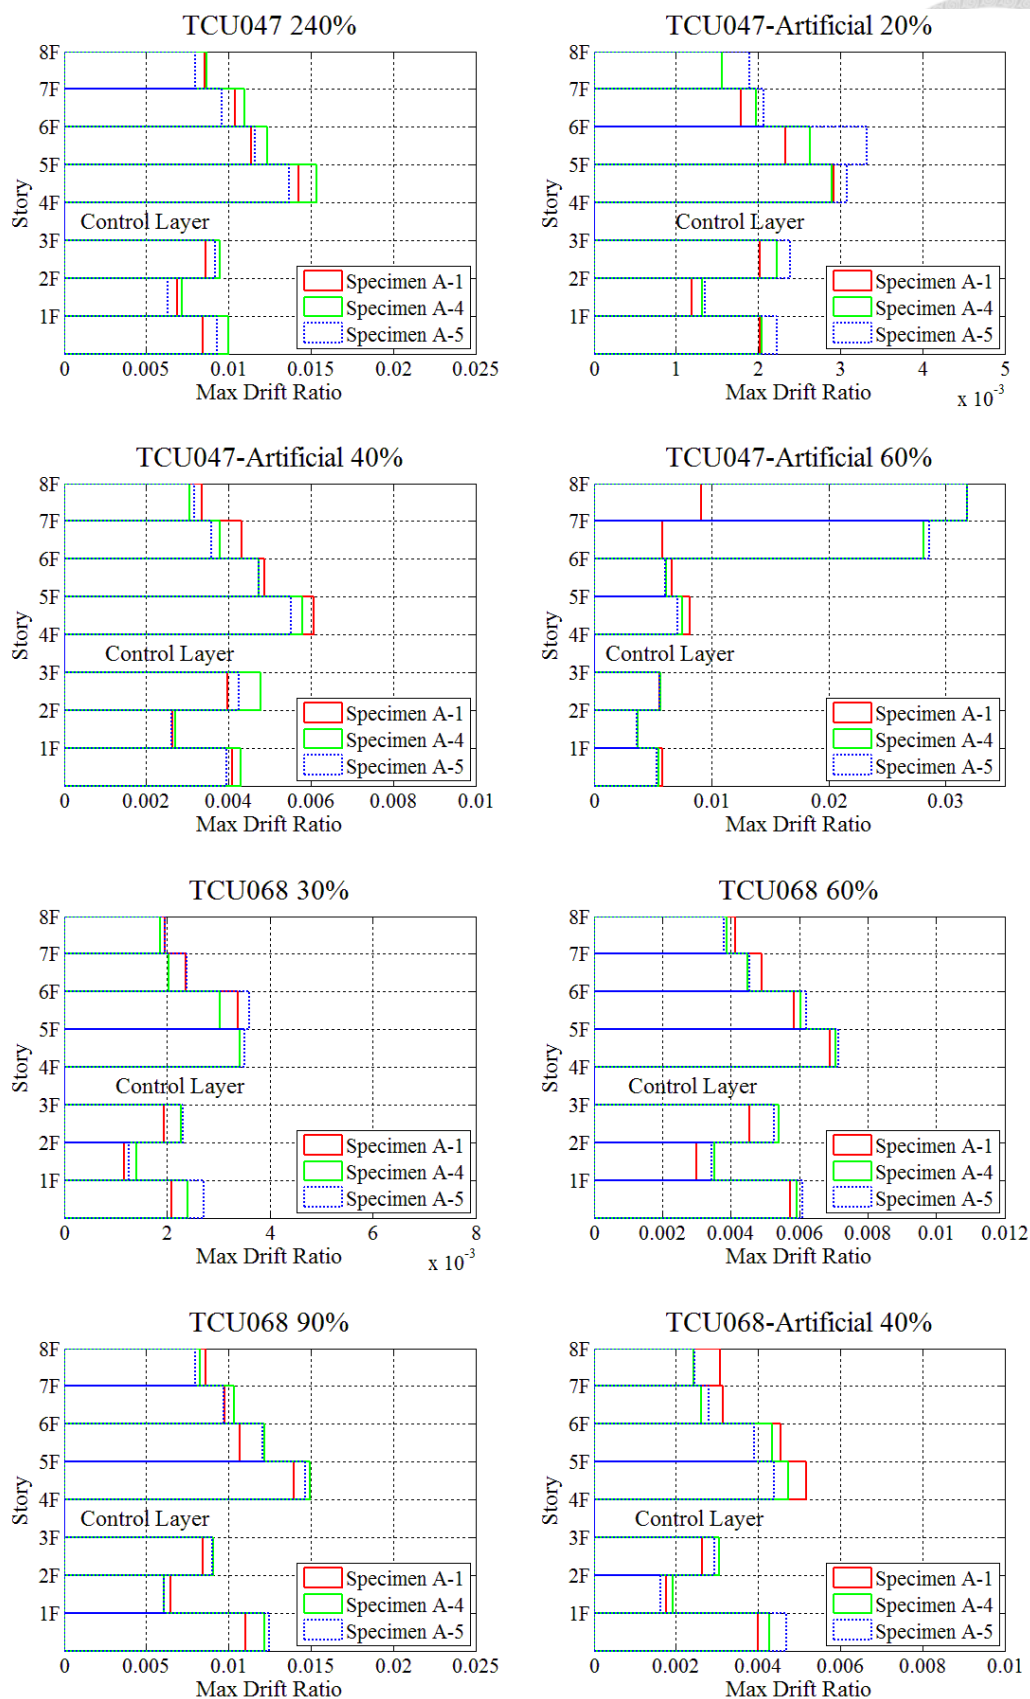 TCU047 240%
8F
7F
6F
5F
4F
3F
2F
1F
Story
Control Layer
Specimen A-1
Specimen A-4
Specimen A-5
0 0.005 0.01 0.015 0.02 0.025
Max Drift Ratio
TCU047-Artificial 20%
8F
7F
6F
5F
4F
3F
2F
1F
Story
Control Layer
Specimen A-1
Specimen A-4
Specimen A-5
0 1 2 3 4 5
Max Drift Ratio
x 10⁻³
TCU047-Artificial 40%
8F
7F
6F
5F
4F
3F
2F
1F
Story
Control Layer
Specimen A-1
Specimen A-4
Specimen A-5
0 0.002 0.004 0.006 0.008 0.01
Max Drift Ratio
TCU047-Artificial 60%
8F
7F
6F
5F
4F
3F
2F
1F
Story
Control Layer
Specimen A-1
Specimen A-4
Specimen A-5
0 0.01 0.02 0.03
Max Drift Ratio
TCU068 30%
8F
7F
6F
5F
4F
3F
2F
1F
Story
Control Layer
Specimen A-1
Specimen A-4
Specimen A-5
0 2 4 6 8
Max Drift Ratio
x 10⁻³
TCU068 60%
8F
7F
6F
5F
4F
3F
2F
1F
Story
Control Layer
Specimen A-1
Specimen A-4
Specimen A-5
0 0.002 0.004 0.006 0.008 0.01 0.012
Max Drift Ratio
TCU068 90%
8F
7F
6F
5F
4F
3F
2F
1F
Story
Control Layer
Specimen A-1
Specimen A-4
Specimen A-5
0 0.005 0.01 0.015 0.02 0.025
Max Drift Ratio
TCU068-Artificial 40%
8F
7F
6F
5F
4F
3F
2F
1F
Story
Control Layer
Specimen A-1
Specimen A-4
Specimen A-5
0 0.002 0.004 0.006 0.008 0.01
Max Drift Ratio